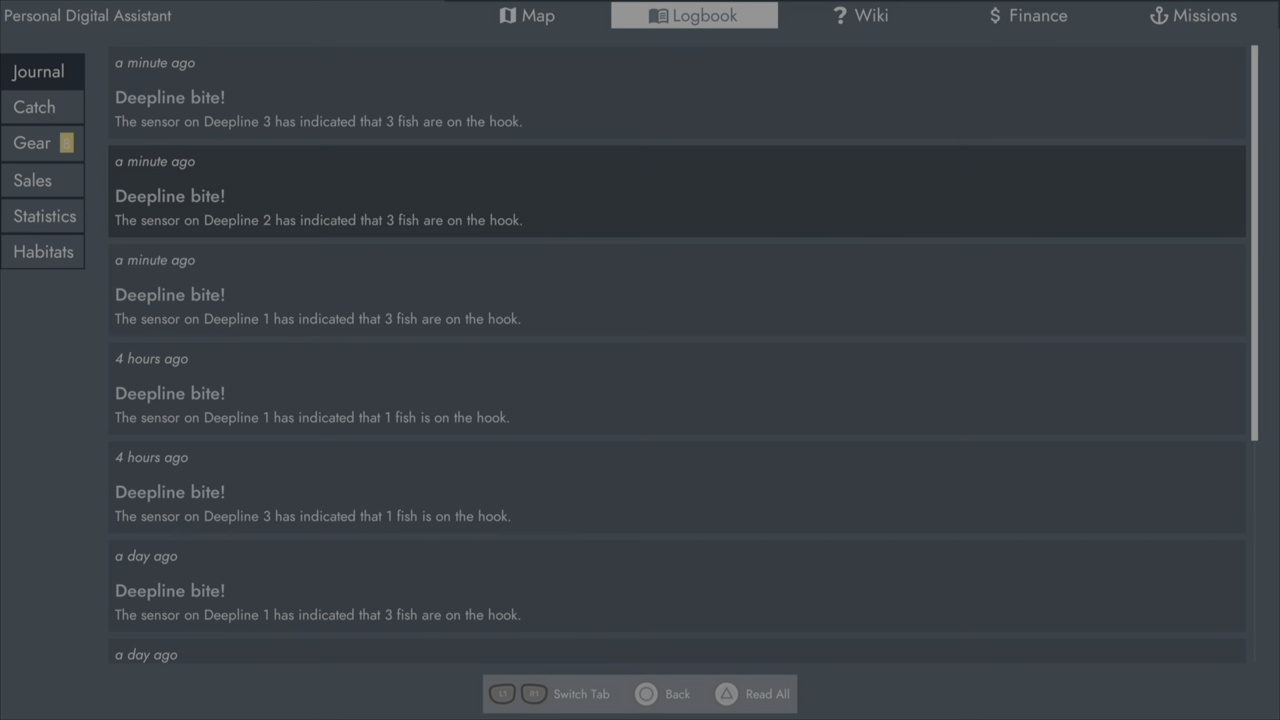 Personal Digital Assistant
Map
Logbook
? Wiki
$ Finance
Missions
Journal
Catch
Gear 8
Sales
Statistics
Habitats
a minute ago
Deepline bite!
The sensor on Deepline 3 has indicated that 3 fish are on the hook.
a minute ago
Deepline bite!
The sensor on Deepline 2 has indicated that 3 fish are on the hook.
a minute ago
Deepline bite!
The sensor on Deepline 1 has indicated that 3 fish are on the hook.
4 hours ago
Deepline bite!
The sensor on Deepline 1 has indicated that 1 fish is on the hook.
4 hours ago
Deepline bite!
The sensor on Deepline 3 has indicated that 1 fish is on the hook.
a day ago
Deepline bite!
The sensor on Deepline 1 has indicated that 3 fish are on the hook.
a day ago
L1 R1 Switch Tab
Back
Read All